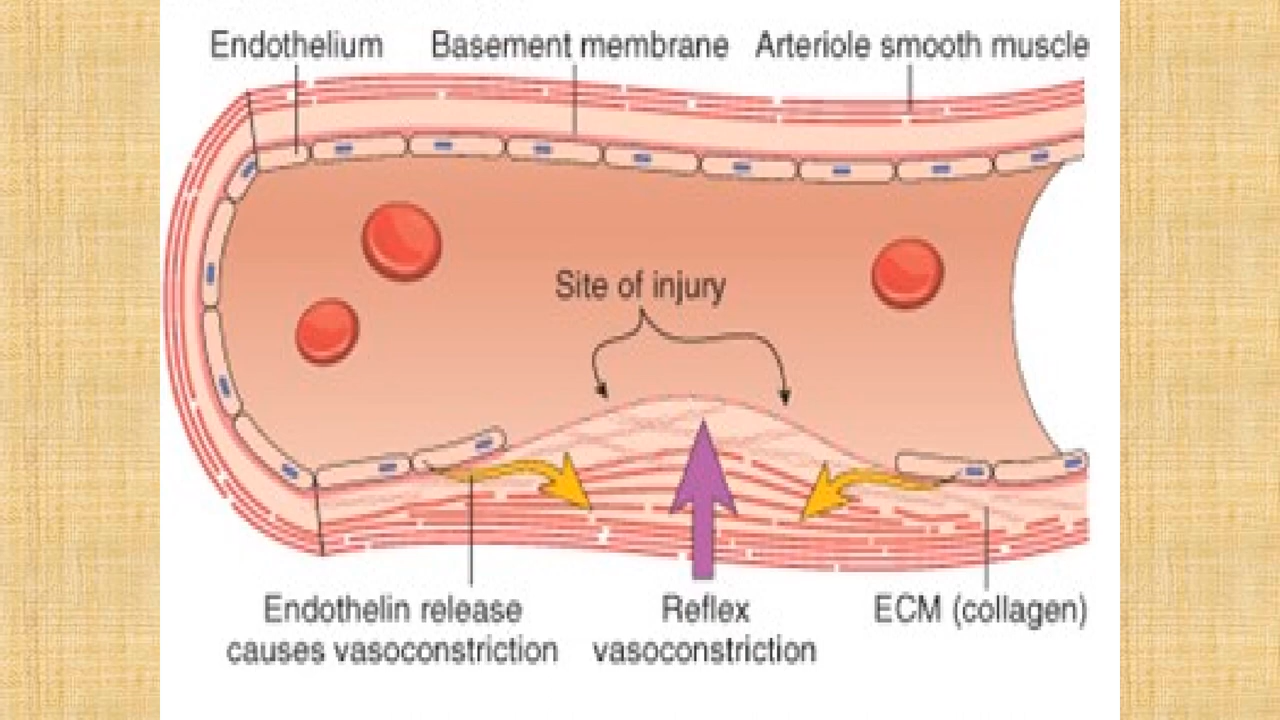 Endothelium
Basement membrane
Arteriole smooth muscle
Site of injury
Endothelin release
causes vasoconstriction
Reflex
vasoconstriction
ECM (collagen)